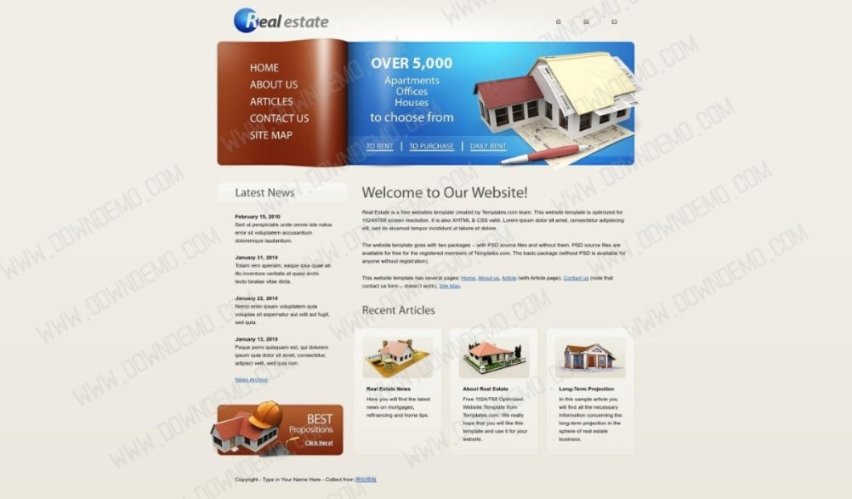 Real estate
HOME
ABOUT US
ARTICLES
CONTACT US
SITE MAP
OVER 5,000
Apartments
Offices
Houses
to choose from
TO RENT | TO PURCHASE | DAILY RENT
Latest News
February 15, 2010
Sed ut perspiciatis unde omnis iste natus
error sit voluptatem accusantium
doloremque laudantium.
January 31, 2010
Totam rem aperiam, eaque ipsa quae ab
illo inventore veritatis et quasi archi-
tecto beatae vitae dicta.
January 22, 2010
Nemo enim ipsam voluptatem quia
voluptas sit aspernatur aut odit aut fugit,
sed quia.
January 13, 2010
Feque porro quisquam est, qui dolorem
ipsum quia dolor sit amet, consectetur,
adipisci velit, sed quia non.
News Archive
BEST
Propositions
Click Here!
Welcome to Our Website!
Real Estate is a free websites template created by Templates.com team. This website template is optimized for
1024X768 screen resolution. It is also XHTML & CSS valid. Lorem ipsum dolor sit amet, consectetur adipisicing
elit, sed do eiusmod tempor incididunt ut labore et dolore.
The website template goes with two packages – with PSD source files and without them. PSD source files are
available for free for the registered members of Templates.com. The basic package (without PSD is available for
anyone without registration).
This website template has several pages: Home, About us, Article (with Article page), Contact us (note that
contact us form – doesn't work), Site Map.
Recent Articles
Real Estate News
Here you will find the latest
news on mortgages,
refinancing and home tips.
About Real Estate
Free 1024/768 Optimized
Website Template from
Templates.com. We really
hope that you will like this
template and use it for your
website.
Long-Term Projection
In this sample article you
will find all the necessary
information concerning
the long-term projection in
the sphere of real estate
business.
Copyright - Type in Your Name Here - Collect from 网站模板
WWW.DOWNDEMO.COM